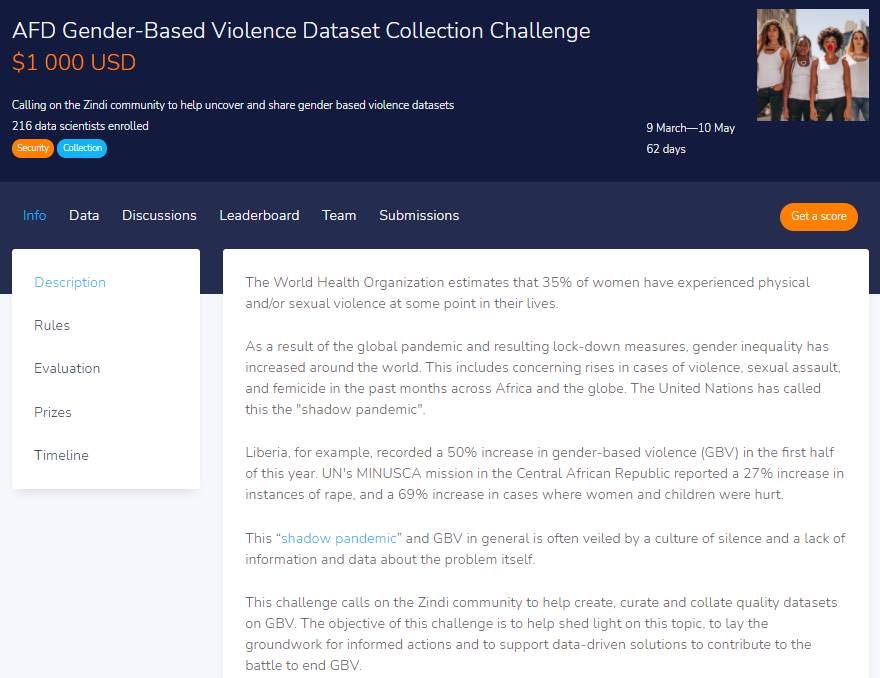 AFD Gender-Based Violence Dataset Collection Challenge
$1 000 USD
Calling on the Zindi community to help uncover and share gender based violence datasets
216 data scientists enrolled
9 March—10 May
Security Collection
62 days
Info Data Discussions Leaderboard Team Submissions
Get a score
Description
Rules
Evaluation
Prizes
Timeline
The World Health Organization estimates that 35% of women have experienced physical
and/or sexual violence at some point in their lives.
As a result of the global pandemic and resulting lock-down measures, gender inequality has
increased around the world. This includes concerning rises in cases of violence, sexual assault,
and femicide in the past months across Africa and the globe. The United Nations has called
this the "shadow pandemic".
Liberia, for example, recorded a 50% increase in gender-based violence (GBV) in the first half
of this year. UN's MINUSCA mission in the Central African Republic reported a 27% increase in
instances of rape, and a 69% increase in cases where women and children were hurt.
This “shadow pandemic” and GBV in general is often veiled by a culture of silence and a lack of
information and data about the problem itself.
This challenge calls on the Zindi community to help create, curate and collate quality datasets
on GBV. The objective of this challenge is to help shed light on this topic, to lay the
groundwork for informed actions and to support data-driven solutions to contribute to the
battle to end GBV.